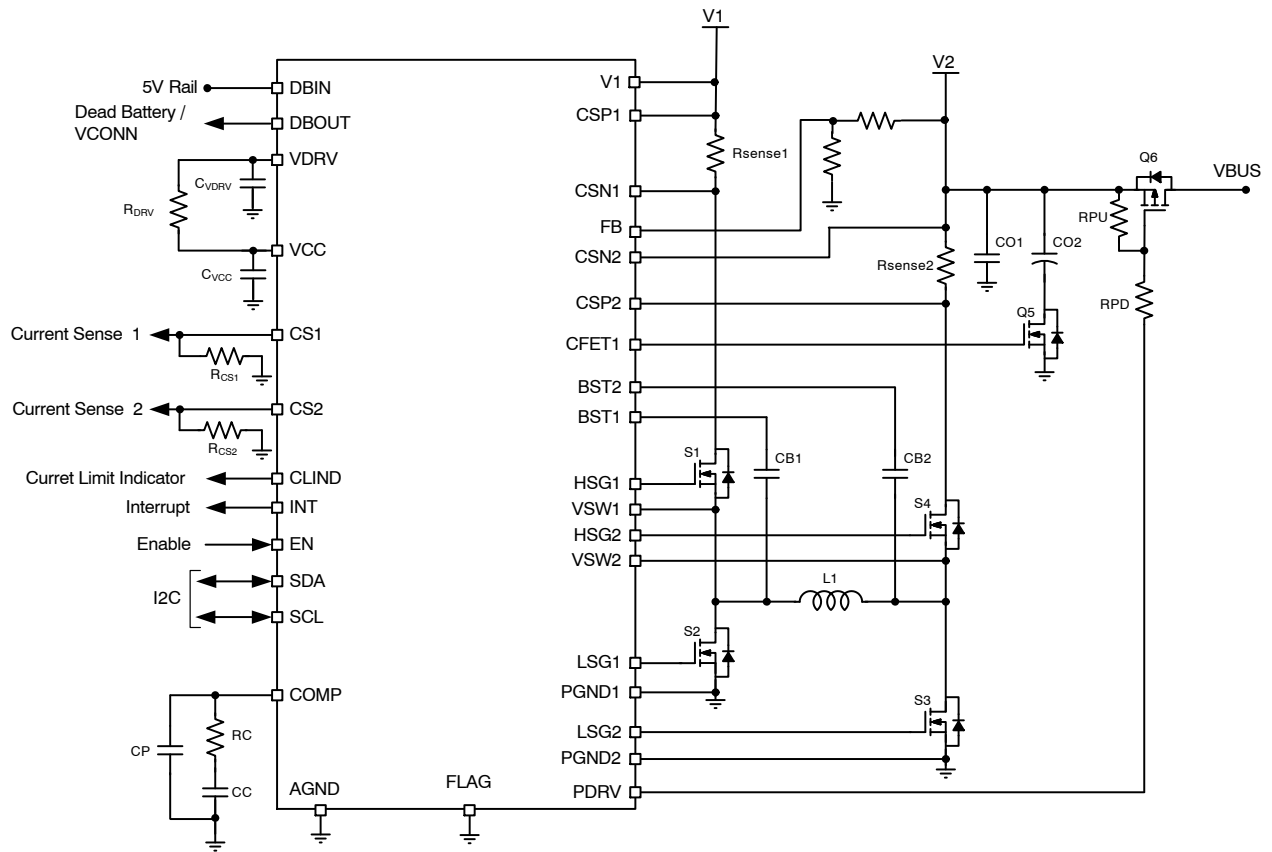 V1
V2
5V Rail
DBIN
Dead Battery /
VCONN
DBOUT
VDRV
CVDRV
RDRV
VCC
CVCC
Current Sense 1
CS1
RCS1
Current Sense 2
CS2
RCS2
Curret Limit Indicator
CLIND
Interrupt
INT
Enable
EN
I2C
SDA
SCL
COMP
CP
RC
CC
AGND
FLAG
V1
CSP1
Rsense1
CSN1
FB
CSN2
Rsense2
CSP2
CFET1
BST2
BST1
HSG1
VSW1
HSG2
VSW2
LSG1
PGND1
LSG2
PGND2
PDRV
S1
CB1
CB2
S4
L1
S2
S3
CO1
CO2
Q5
Q6
VBUS
RPU
RPD